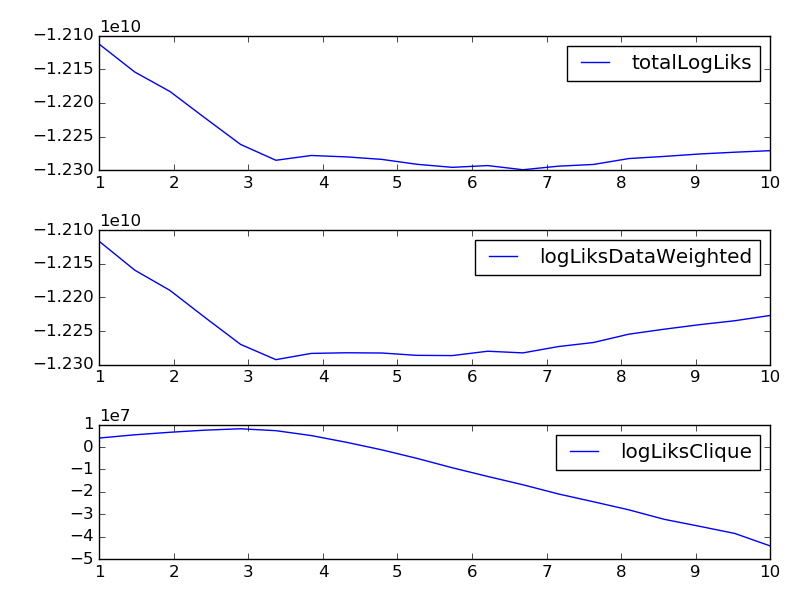 1e10
−1.210
−1.215
−1.220
−1.225
−1.230
totalLogLiks
1 2 3 4 5 6 7 8 9 10
1e10
−1.210
−1.215
−1.220
−1.225
−1.230
logLiksDataWeighted
1 2 3 4 5 6 7 8 9 10
1e7
1
0
−1
−2
−3
−4
−5
logLiksClique
1 2 3 4 5 6 7 8 9 10